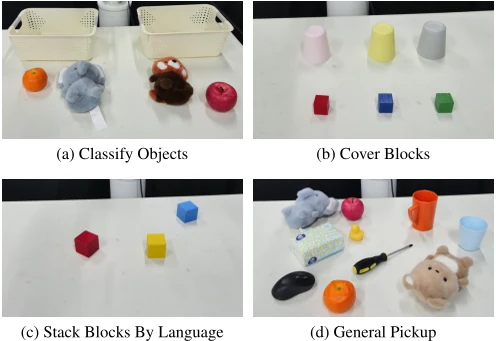 (a) Classify Objects
(b) Cover Blocks
(c) Stack Blocks By Language
(d) General Pickup